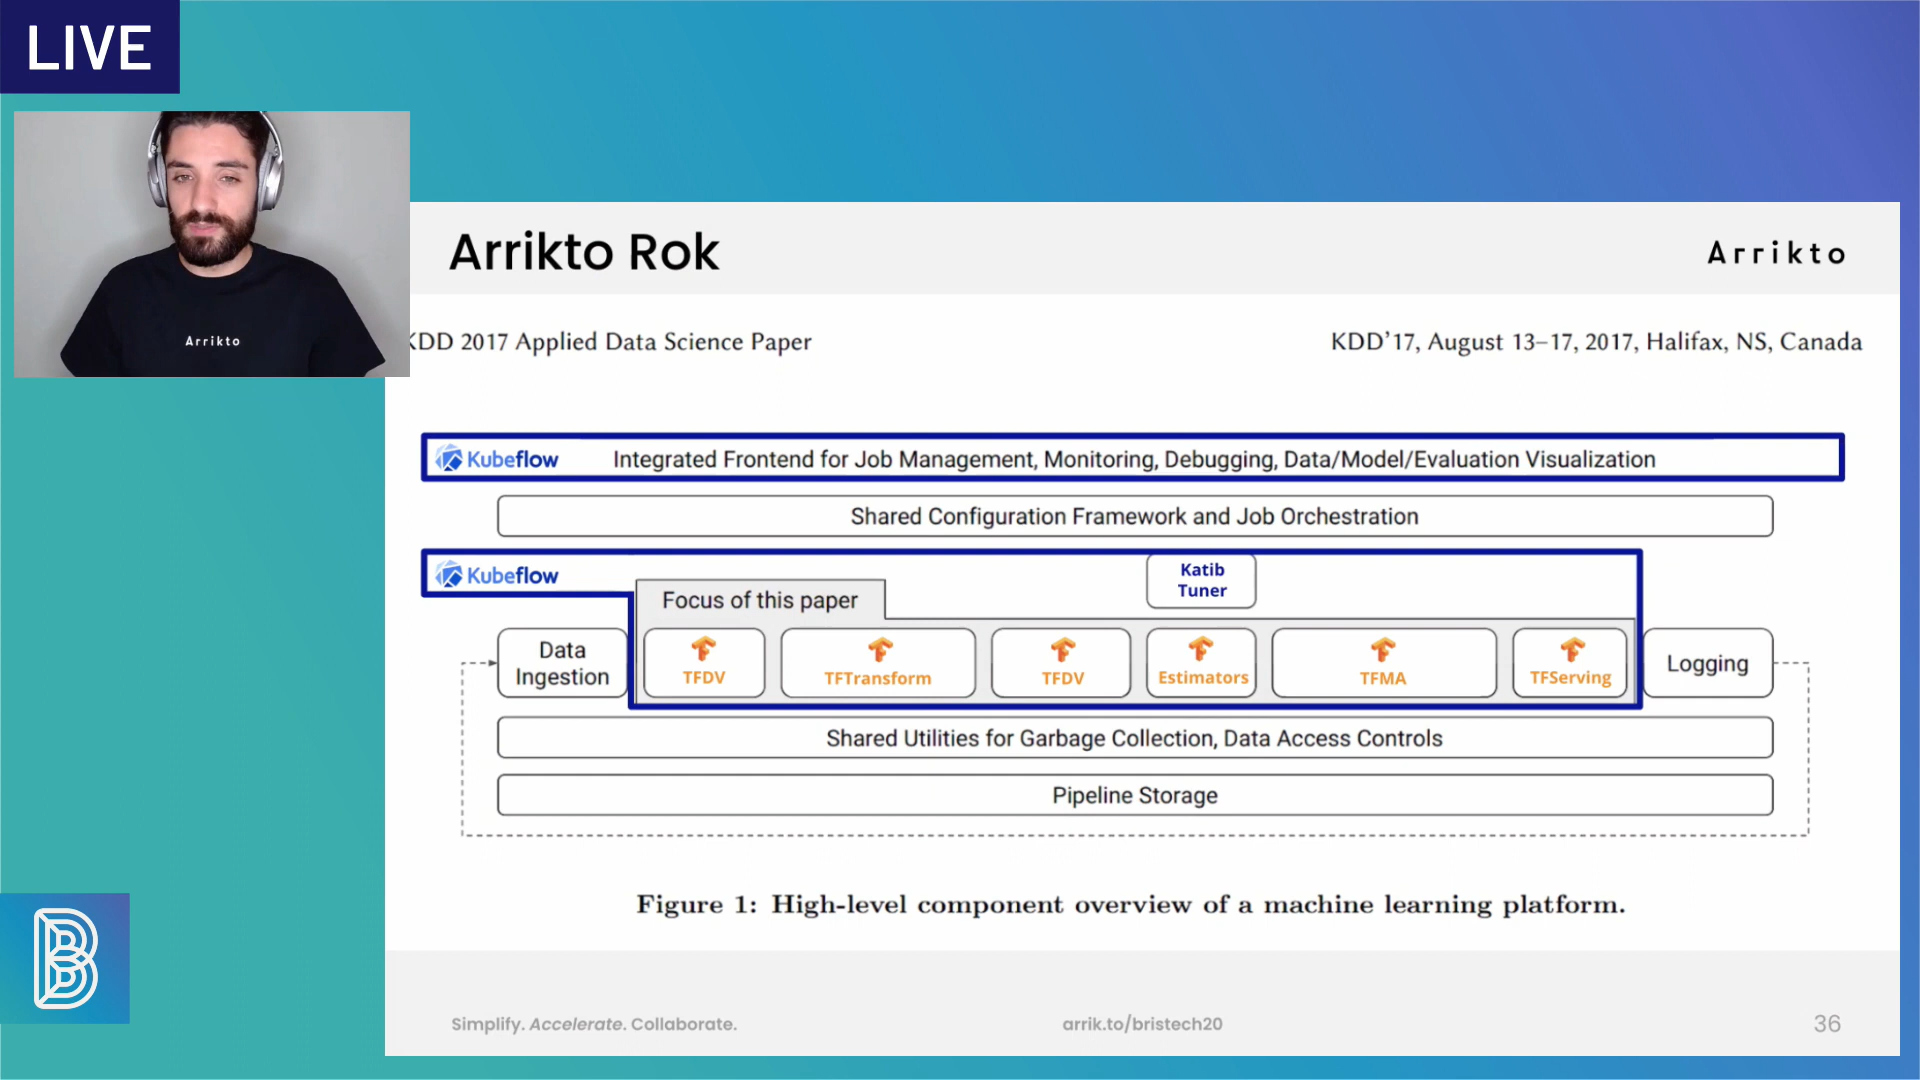 LIVE
Arrikto
Arrikto Rok
Arrikto
KDD 2017 Applied Data Science Paper
KDD'17, August 13–17, 2017, Halifax, NS, Canada
Kubeflow
Integrated Frontend for Job Management, Monitoring, Debugging, Data/Model/Evaluation Visualization
Shared Configuration Framework and Job Orchestration
Kubeflow
Katib
Tuner
Focus of this paper
Data
Ingestion
TFDV
TFTransform
TFDV
Estimators
TFMA
TFServing
Logging
Shared Utilities for Garbage Collection, Data Access Controls
Pipeline Storage
Figure 1: High-level component overview of a machine learning platform.
B
Simplify. Accelerate. Collaborate.
arrik.to/bristech20
36